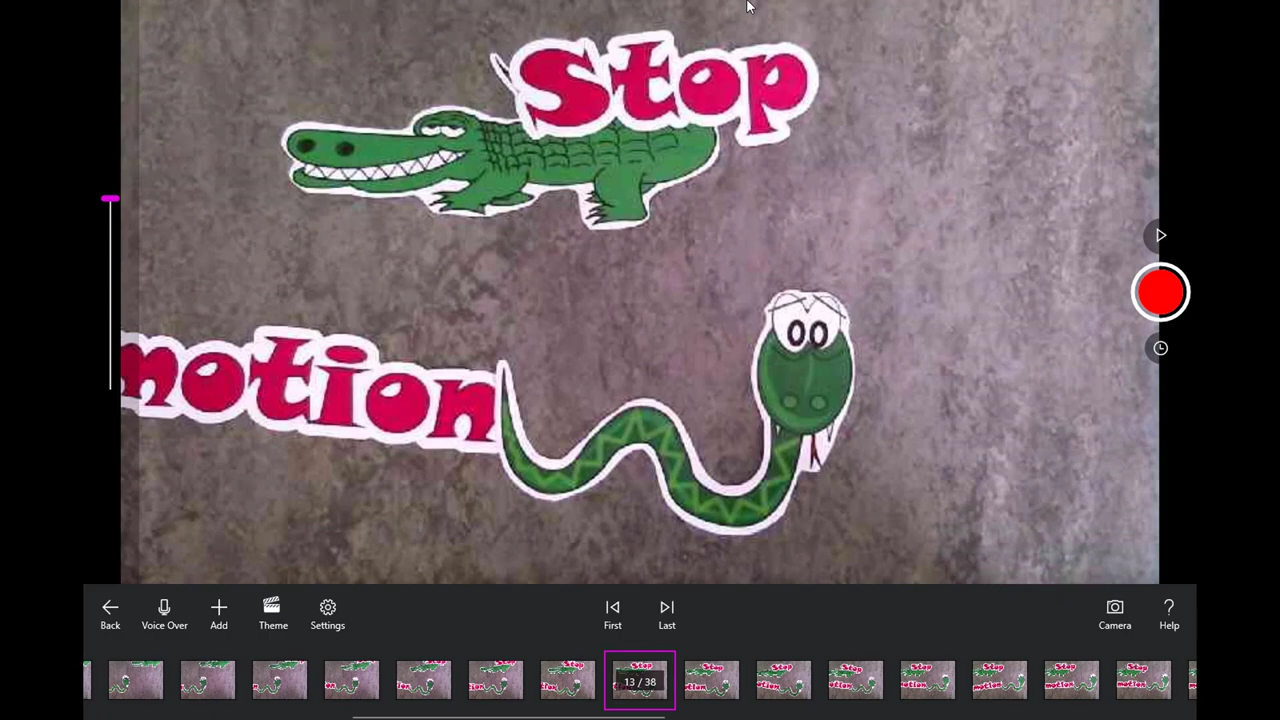 Stop
motion
Back
Voice Over
Add
Theme
Settings
First
Last
Camera
Help
13 / 38